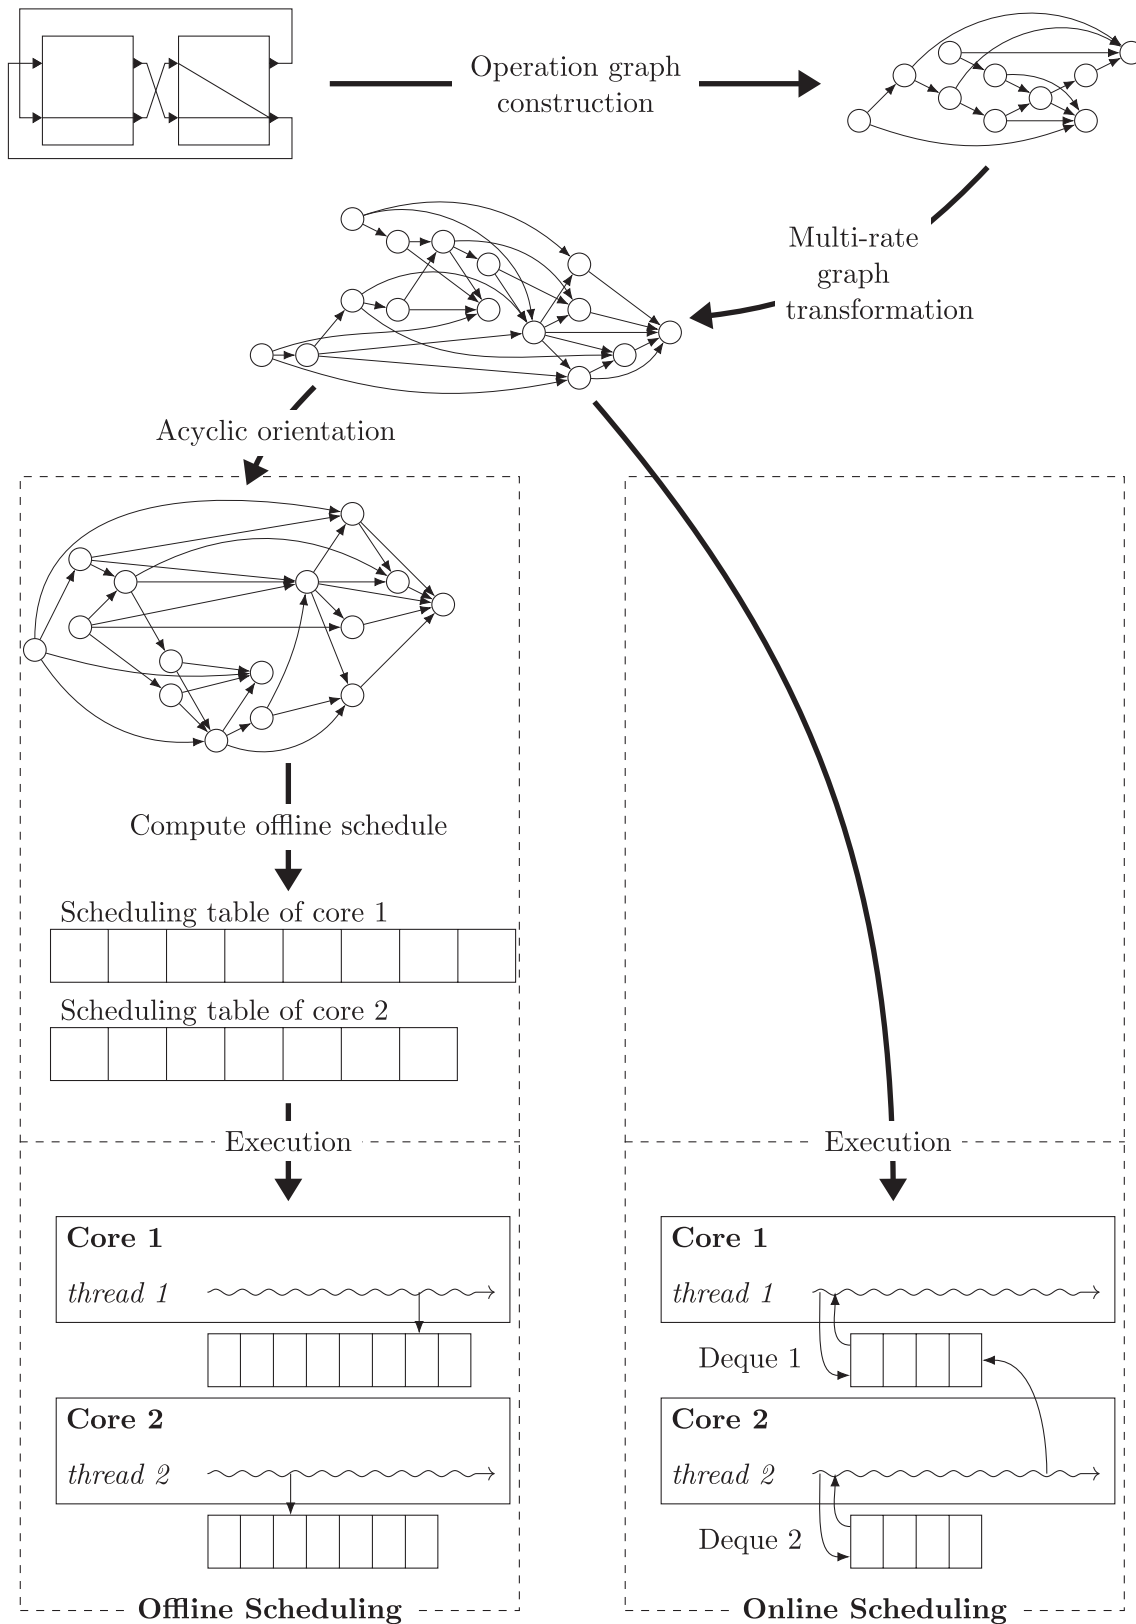 Operation graph
construction
Multi-rate
graph
transformation
Acyclic orientation
Compute offline schedule
Scheduling table of core 1
Scheduling table of core 2
Execution
Core 1
thread 1
Core 2
thread 2
Offline Scheduling
Execution
Core 1
thread 1
Deque 1
Core 2
thread 2
Deque 2
Online Scheduling